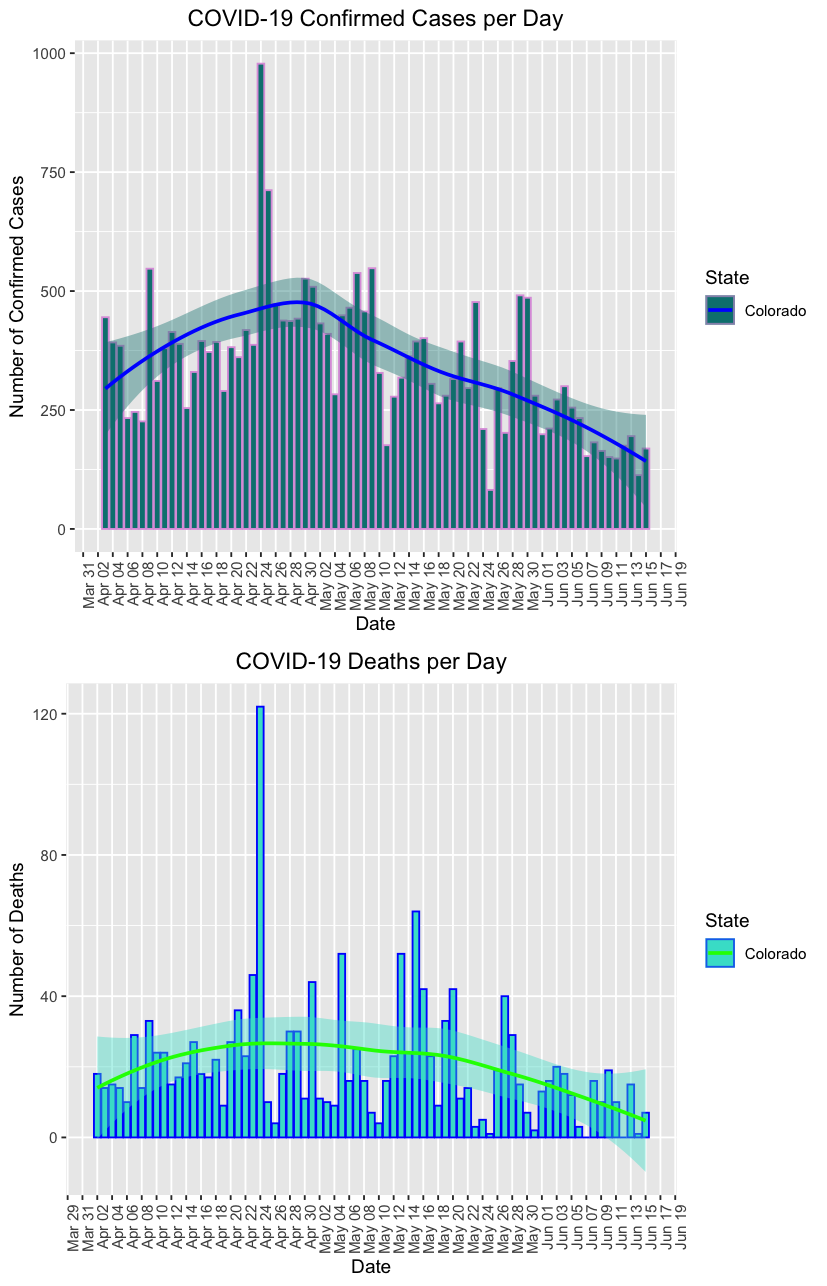 COVID-19 Confirmed Cases per Day
1000
750
500
250
0
Number of Confirmed Cases
Mar 31
Apr 02
Apr 04
Apr 06
Apr 08
Apr 10
Apr 12
Apr 14
Apr 16
Apr 18
Apr 20
Apr 22
Apr 24
Apr 26
Apr 28
Apr 30
May 02
May 04
May 06
May 08
May 10
May 12
May 14
May 16
May 18
May 20
May 22
May 24
May 26
May 28
May 30
Jun 01
Jun 03
Jun 05
Jun 07
Jun 09
Jun 11
Jun 13
Jun 15
Jun 17
Jun 19
Date
State
Colorado
COVID-19 Deaths per Day
120
80
40
0
Number of Deaths
Mar 29
Mar 31
Apr 02
Apr 04
Apr 06
Apr 08
Apr 10
Apr 12
Apr 14
Apr 16
Apr 18
Apr 20
Apr 22
Apr 24
Apr 26
Apr 28
Apr 30
May 02
May 04
May 06
May 08
May 10
May 12
May 14
May 16
May 18
May 20
May 22
May 24
May 26
May 28
May 30
Jun 01
Jun 03
Jun 05
Jun 07
Jun 09
Jun 11
Jun 13
Jun 15
Jun 17
Jun 19
Date
State
Colorado